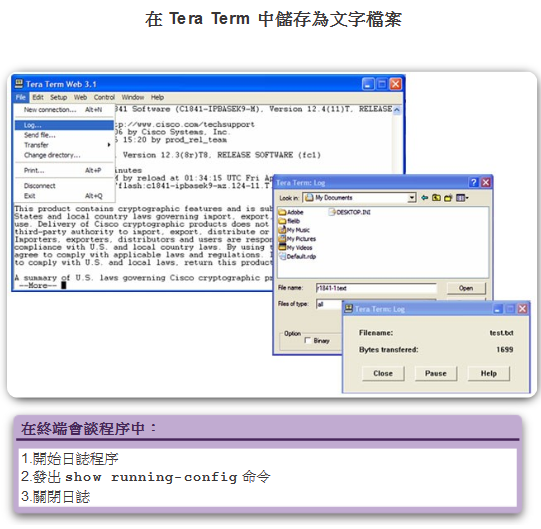 在 Tera Term 中儲存為文字檔案
Tera Term Web 3.1
File Edit Setup Web Control Window Help
New connection... Alt+N
Log...
Send file...
Transfer
Change directory...
Print... Alt+P
Disconnect
Exit Alt+Q
841 Software (C1841-IPBASEK9-M), Version 12.4(11)T, RELEASE
p://www.cisco.com/techsupport
06 by Cisco Systems, Inc.
6 15:20 by prod_rel_team
Version 12.3(8r)T8, RELEASE SOFTWARE (fc1)
minutes
M by reload at 01:34:15 UTC Fri Ap
flash:c1841-ipbasek9-mz.124-11.T
This product contains cryptographic features and is sub
States and local country laws governing import, export,
use. Delivery of Cisco cryptographic products does not
third-party authority to import, export, distribute or
Importers, exporters, distributors and users are respon
compliance with U.S. and local country laws. By using t
agree to comply with applicable laws and regulations. I
to comply with U.S. and local laws, return this product
A summary of U.S. laws governing Cisco cryptographic pr
--More--
Tera Term: Log
Look in: My Documents
Adobe
filelib
My Music
My Pictures
My Videos
Default.rdp
DESKTOP.INI
File name: r1841-1text
Open
Files of type: all
Option
Binary
Tera Term: Log
Filename: test.txt
Bytes transfered: 1699
Close Pause Help
在終端會談程序中：
1.開始日誌程序
2.發出 show running-config 命令
3.關閉日誌